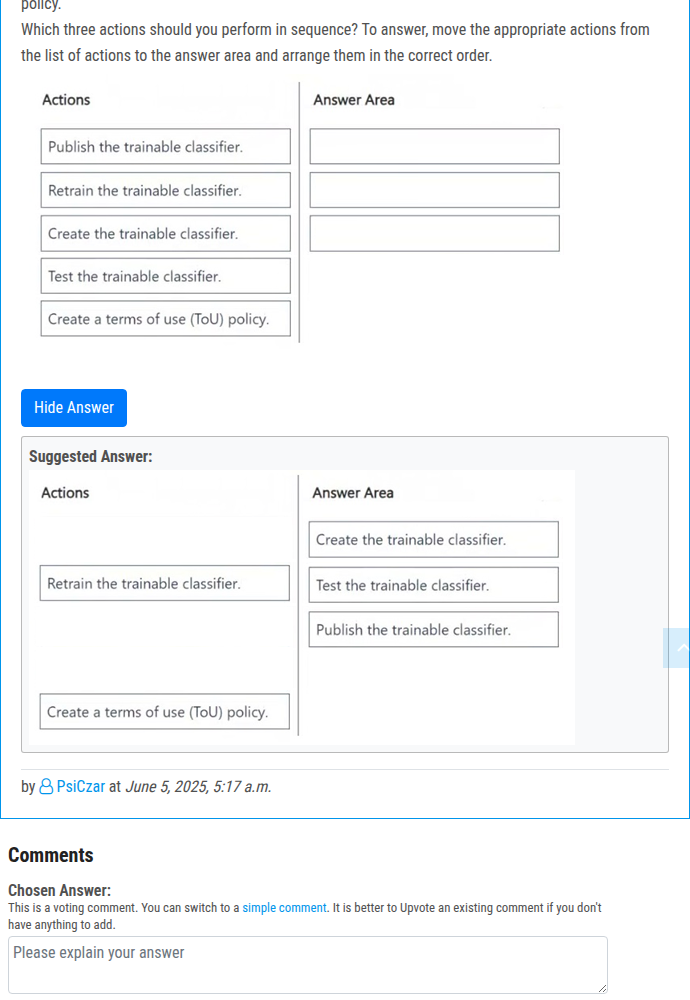 policy.
Which three actions should you perform in sequence? To answer, move the appropriate actions from
the list of actions to the answer area and arrange them in the correct order.
Actions
Answer Area
Publish the trainable classifier.
Retrain the trainable classifier.
Create the trainable classifier.
Test the trainable classifier.
Create a terms of use (ToU) policy.
Hide Answer
Suggested Answer:
Actions
Answer Area
Create the trainable classifier.
Retrain the trainable classifier.
Test the trainable classifier.
Publish the trainable classifier.
Create a terms of use (ToU) policy.
by PsiCzar at June 5, 2025, 5:17 a.m.
Comments
Chosen Answer:
This is a voting comment. You can switch to a simple comment. It is better to Upvote an existing comment if you don't
have anything to add.
Please explain your answer